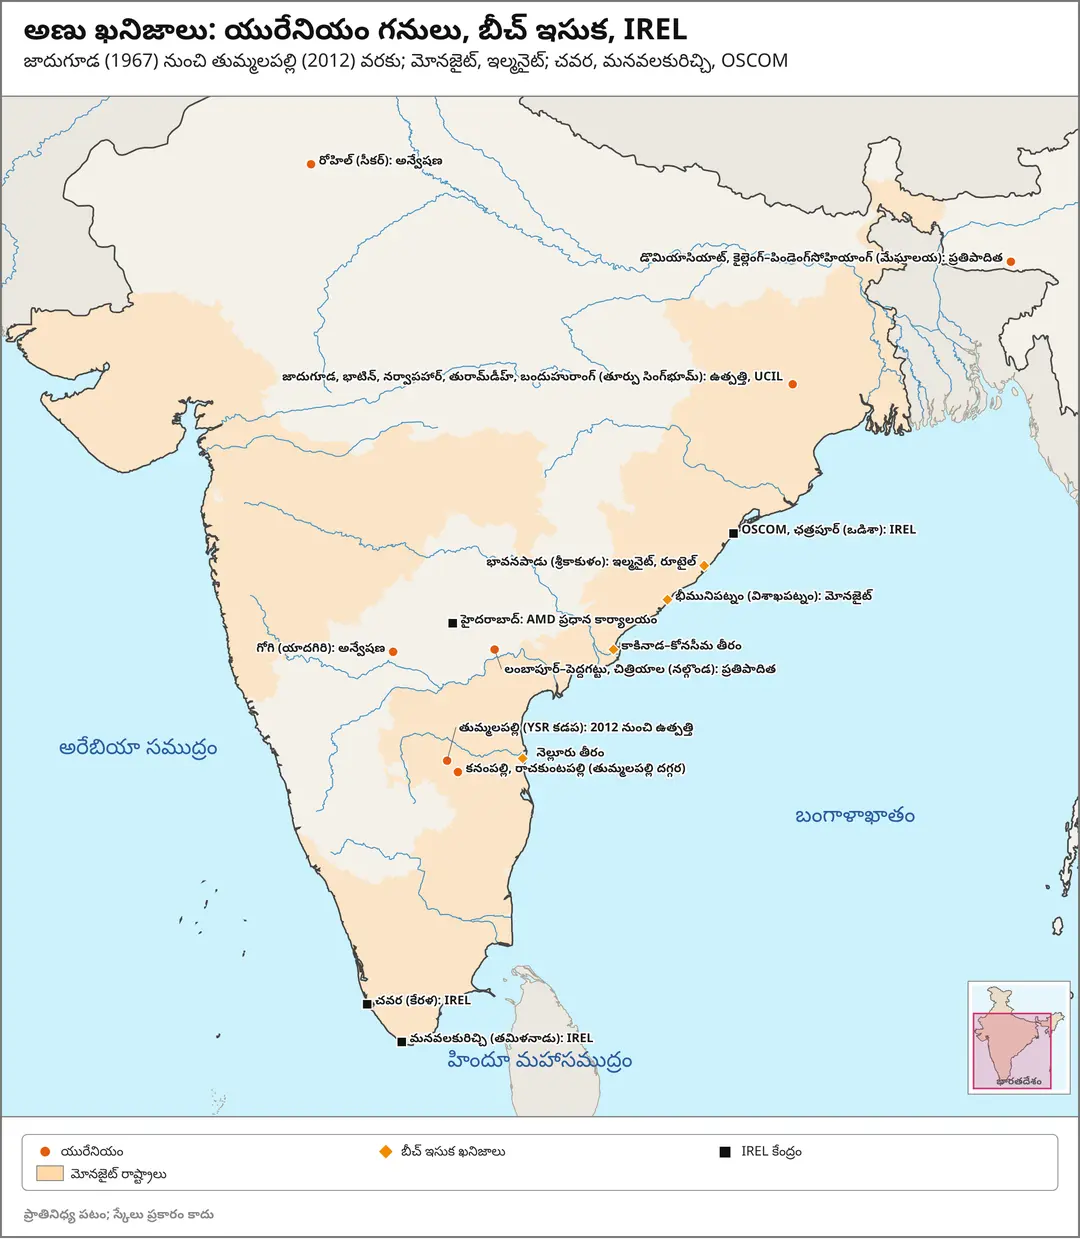 అణు ఖనిజాలు: యురేనియం గనులు, బీచ్ ఇసుక, IREL
జాదుగూడ (1967) నుంచి తుమ్మలపల్లి (2012) వరకు; మోనజైట్, ఇల్మనైట్; చవర, మనవలకురిచ్చి, OSCOM
రోహిల్ (సీకర్): అన్వేషణ
డొమియాసియాట్, కైల్లెంగ్-పిండెంగ్‌సోహియాంగ్ (మేఘాలయ): ప్రతిపాదిత
జాదుగూడ, భాటిన్, నర్వాపహార్, తురామ్‌డీహ్, బందుహురాంగ్ (తూర్పు సింగ్‌భూమ్): ఉత్పత్తి, UCIL
OSCOM, ఛత్రపూర్ (ఒడిశా): IREL
భావనపాడు (శ్రీకాకుళం): ఇల్మనైట్, రూటైల్
భీమునిపట్నం (విశాఖపట్నం): మోనజైట్
హైదరాబాద్: AMD ప్రధాన కార్యాలయం
గోగి (యాదగిరి): అన్వేషణ
కాకినాడ-కోనసీమ తీరం
లంబాపూర్-పెద్దగట్టు, చిత్రియాల (నల్గొండ): ప్రతిపాదిత
తుమ్మలపల్లి (YSR కడప): 2012 నుంచి ఉత్పత్తి
నెల్లూరు తీరం
కనంపల్లి, రాచకుంటపల్లి (తుమ్మలపల్లి దగ్గర)
అరేబియా సముద్రం
బంగాళాఖాతం
చవర (కేరళ): IREL
మనవలకురిచ్చి (తమిళనాడు): IREL
హిందూ మహాసముద్రం
భారతదేశం
యురేనియం
బీచ్ ఇసుక ఖనిజాలు
IREL కేంద్రం
మోనజైట్ రాష్ట్రాలు
ప్రాతినిధ్య పటం; స్కేలు ప్రకారం కాదు